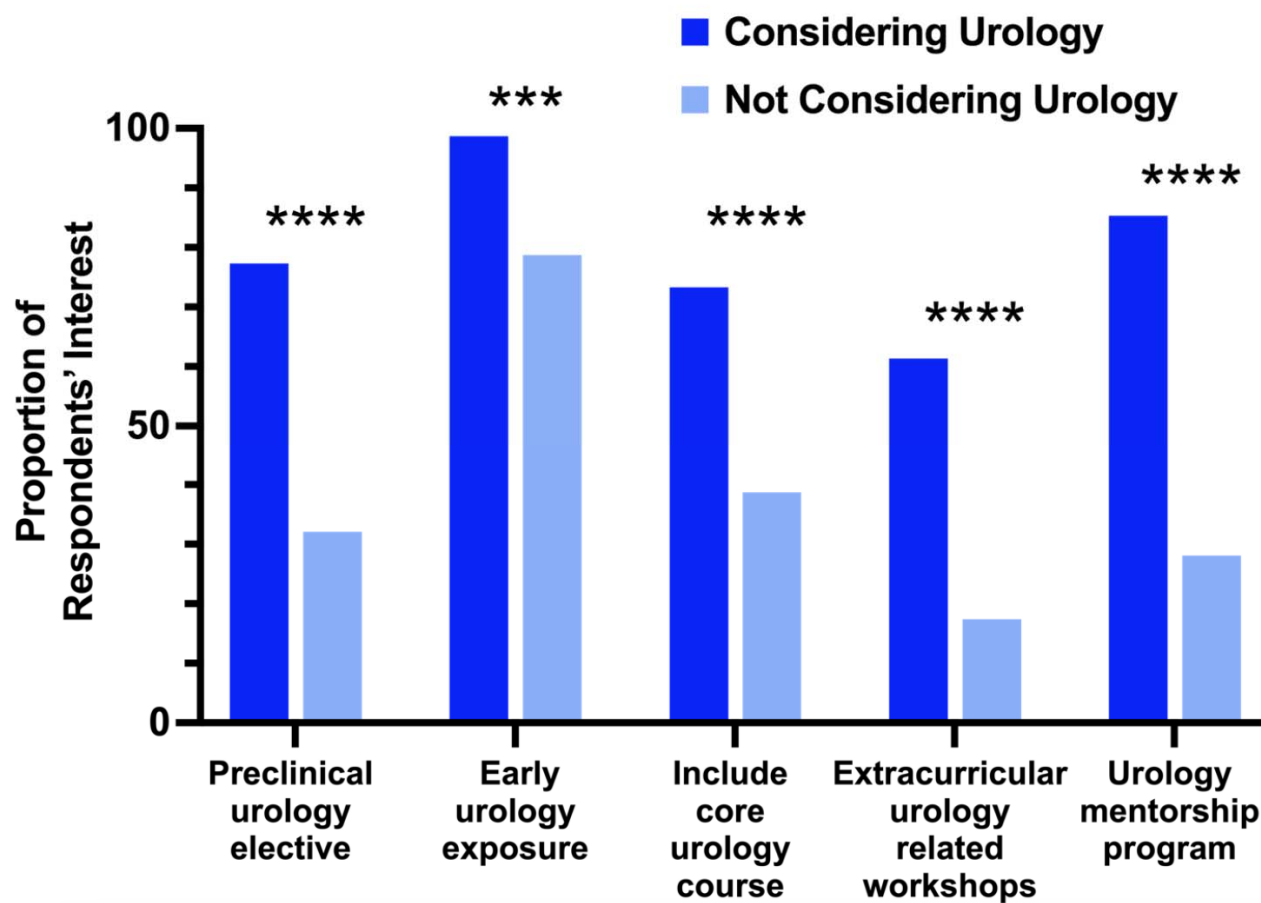 Considering Urology
Not Considering Urology
Proportion of
Respondents' Interest
100
50
0
***
****
****
****
****
Preclinical
urology
elective
Early
urology
exposure
Include
core
urology
course
Extracurricular
urology
related
workshops
Urology
mentorship
program